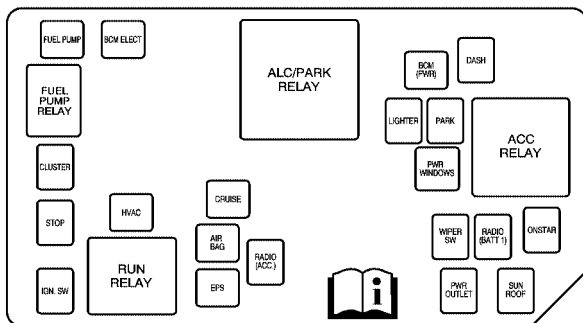 FUEL PUMP
BCM ELECT
FUEL
PUMP
RELAY
CLUSTER
STOP
IGN. SW
HVAC
RUN
RELAY
CRUISE
AIR
BAG
EPS
RADIO
(ACC.)
ALC/PARK
RELAY
BCM
(PWR)
DASH
LIGHTER
PARK
PWR
WINDOWS
ACC
RELAY
WIPER
SW
RADIO
(BATT 1)
ONSTAR
PWR
OUTLET
SUN
ROOF
i